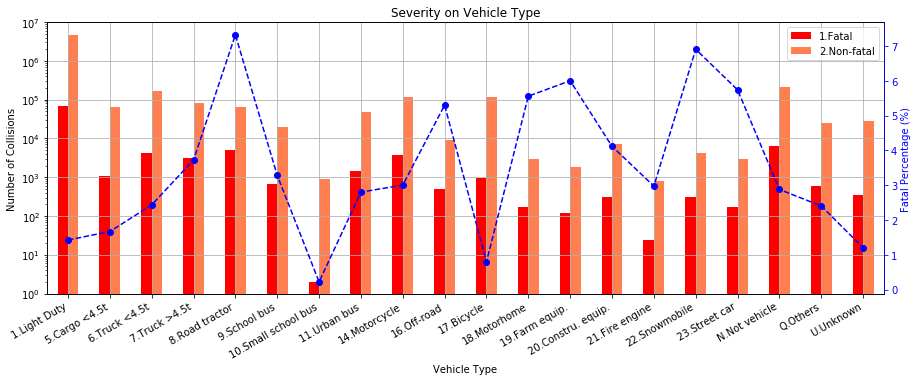 Severity on Vehicle Type
1.Fatal
2.Non-fatal
Number of Collisions
10^7
10^6
10^5
10^4
10^3
10^2
10^1
10^0
7
6
5
4
3
2
1
0
Fatal Percentage (%)
1.Light Duty
5.Cargo <4.5t
6.Truck <4.5t
7.Truck >4.5t
8.Road tractor
9.School bus
10.Small school bus
11.Urban bus
14.Motorcycle
16.Off-road
17.Bicycle
18.Motorhome
19.Farm equip.
20.Constru. equip.
21.Fire engine
22.Snowmobile
23.Street car
N.Not vehicle
Q.Others
U.Unknown
Vehicle Type